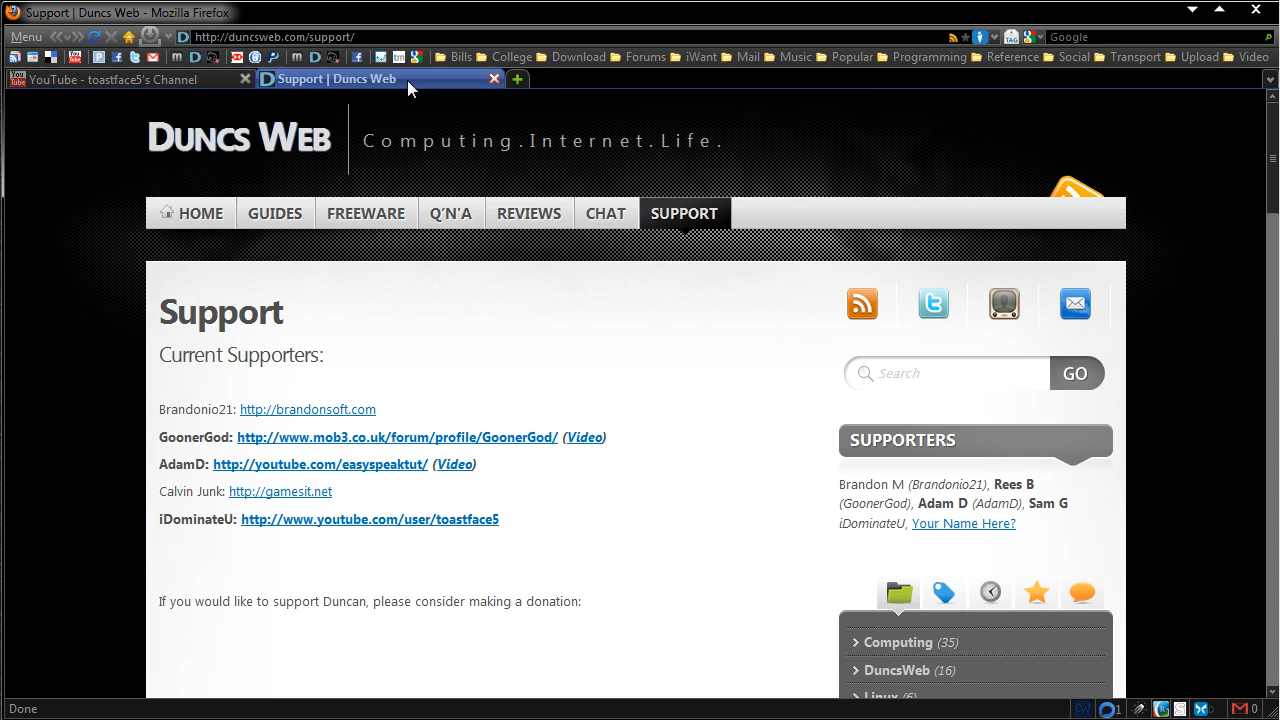 Support | Duncs Web - Mozilla Firefox
Menu http://duncsweb.com/support/ TAG Google
Bills College Download Forums iWant Mail Music Popular Programming Reference Social Transport Upload Video
YouTube - toastface5's Channel Support | Duncs Web
DUNCS WEB Computing.Internet.Life.
HOME GUIDES FREEWARE Q'N'A REVIEWS CHAT SUPPORT
Support
Current Supporters:
Brandonio21: http://brandonsoft.com
GoonerGod: http://www.mob3.co.uk/forum/profile/GoonerGod/ (Video)
AdamD: http://youtube.com/easyspeaktut/ (Video)
Calvin Junk: http://gamesit.net
iDominateU: http://www.youtube.com/user/toastface5
If you would like to support Duncan, please consider making a donation:
Search GO
SUPPORTERS
Brandon M (Brandonio21), Rees B
(GoonerGod), Adam D (AdamD), Sam G
iDominateU, Your Name Here?
Computing (35)
DuncsWeb (16)
Linux (6)
Done 1 0